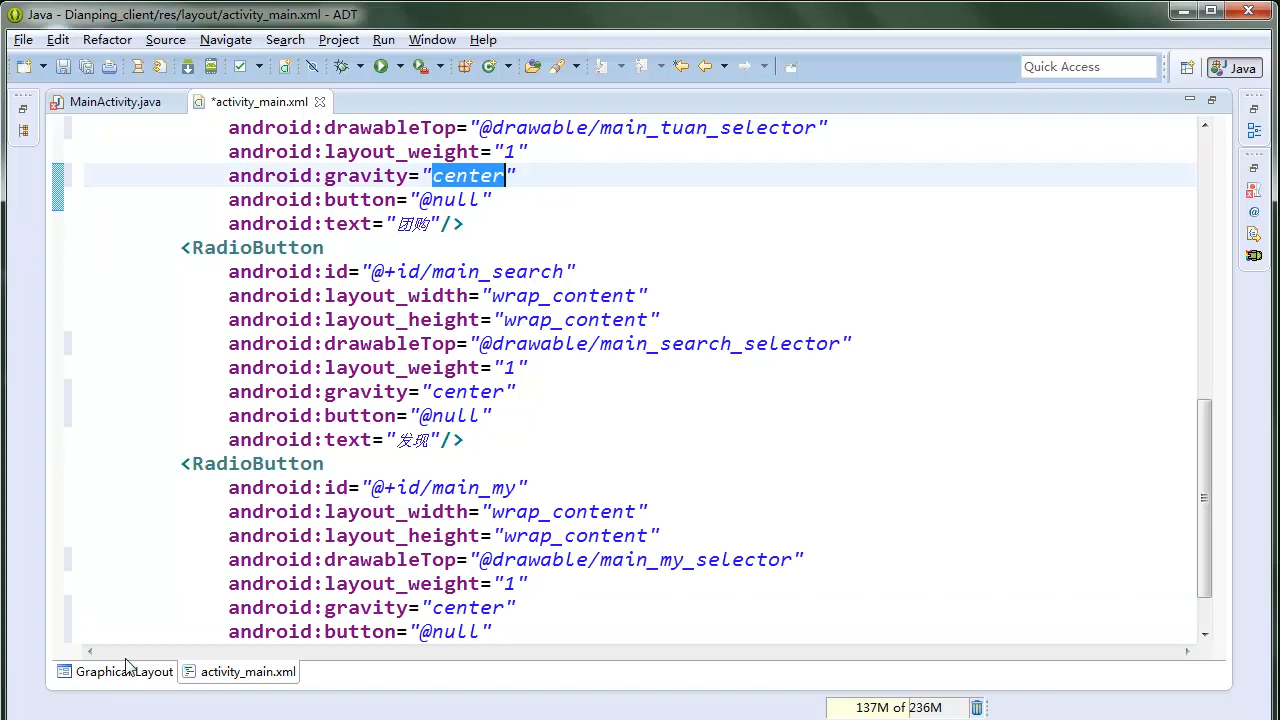 Java - Dianping_client/res/layout/activity_main.xml - ADT
File Edit Refactor Source Navigate Search Project Run Window Help
Quick Access
Java
MainActivity.java
*activity_main.xml
android:drawableTop="@drawable/main_tuan_selector"
android:layout_weight="1"
android:gravity="center"
android:button="@null"
android:text="团购"/>
<RadioButton
android:id="@+id/main_search"
android:layout_width="wrap_content"
android:layout_height="wrap_content"
android:drawableTop="@drawable/main_search_selector"
android:layout_weight="1"
android:gravity="center"
android:button="@null"
android:text="发现"/>
<RadioButton
android:id="@+id/main_my"
android:layout_width="wrap_content"
android:layout_height="wrap_content"
android:drawableTop="@drawable/main_my_selector"
android:layout_weight="1"
android:gravity="center"
android:button="@null"
Graphical Layout
activity_main.xml
137M of 236M